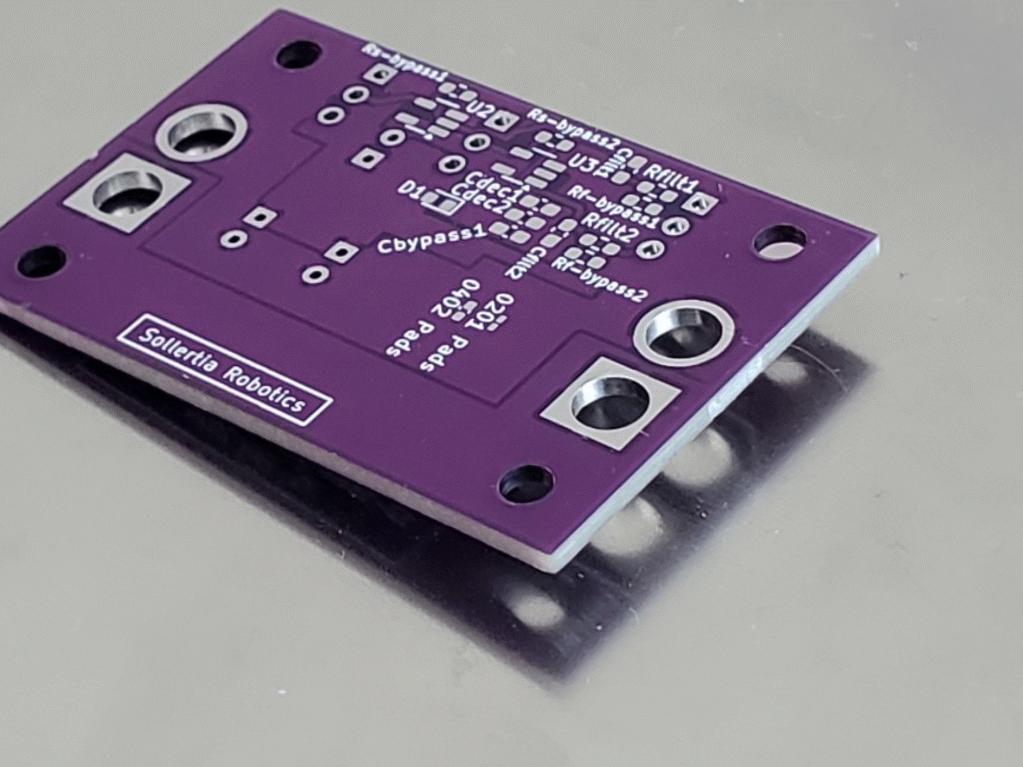 Rs-bypass1
U2
Rs-bypass2
U3
Rfilt1
Cdec1
Rf-bypass1
D1
Cdec2
Rfilt2
Cbypass1
Cfilt2
Rf-bypass2
0402 Pads
0201 Pads
Sollertia Robotics